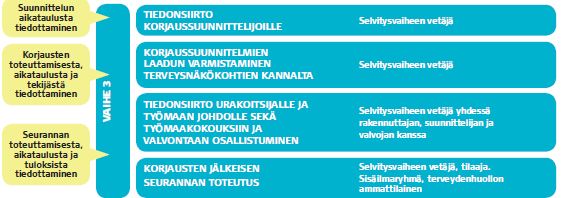 Suunnittelun
aikataulusta
tiedottaminen
Korjausten
toteuttamisesta,
aikataulusta ja
tekijästä
tiedottaminen
Seurannan
toteuttamisesta,
aikataulusta ja
tuloksista
tiedottaminen
VAIHE 3
TIEDONSIIRTO
KORJAUSSUUNNITTELIJOILLE
Selvitysvaiheen vetäjä
KORJAUSSUUNNITELMIEN
LAADUN VARMISTAMINEN
TERVEYSNÄKÖKOHTIEN KANNALTA
Selvitysvaiheen vetäjä
TIEDONSIIRTO URAKOITSIJALLE JA
TYÖMAAN JOHDOLLE SEKÄ
TYÖMAAKOKOUKSIIN JA
VALVONTAAN OSALLISTUMINEN
Selvitysvaiheen vetäjä yhdessä
rakennuttajan, suunnittelijan ja
valvojan kanssa
KORJAUSTEN JÄLKEISEN
SEURANNAN TOTEUTUS
Selvitysvaiheen vetäjä, tilaaja.
Sisäilmaryhmä, terveydenhuollon
ammattilainen